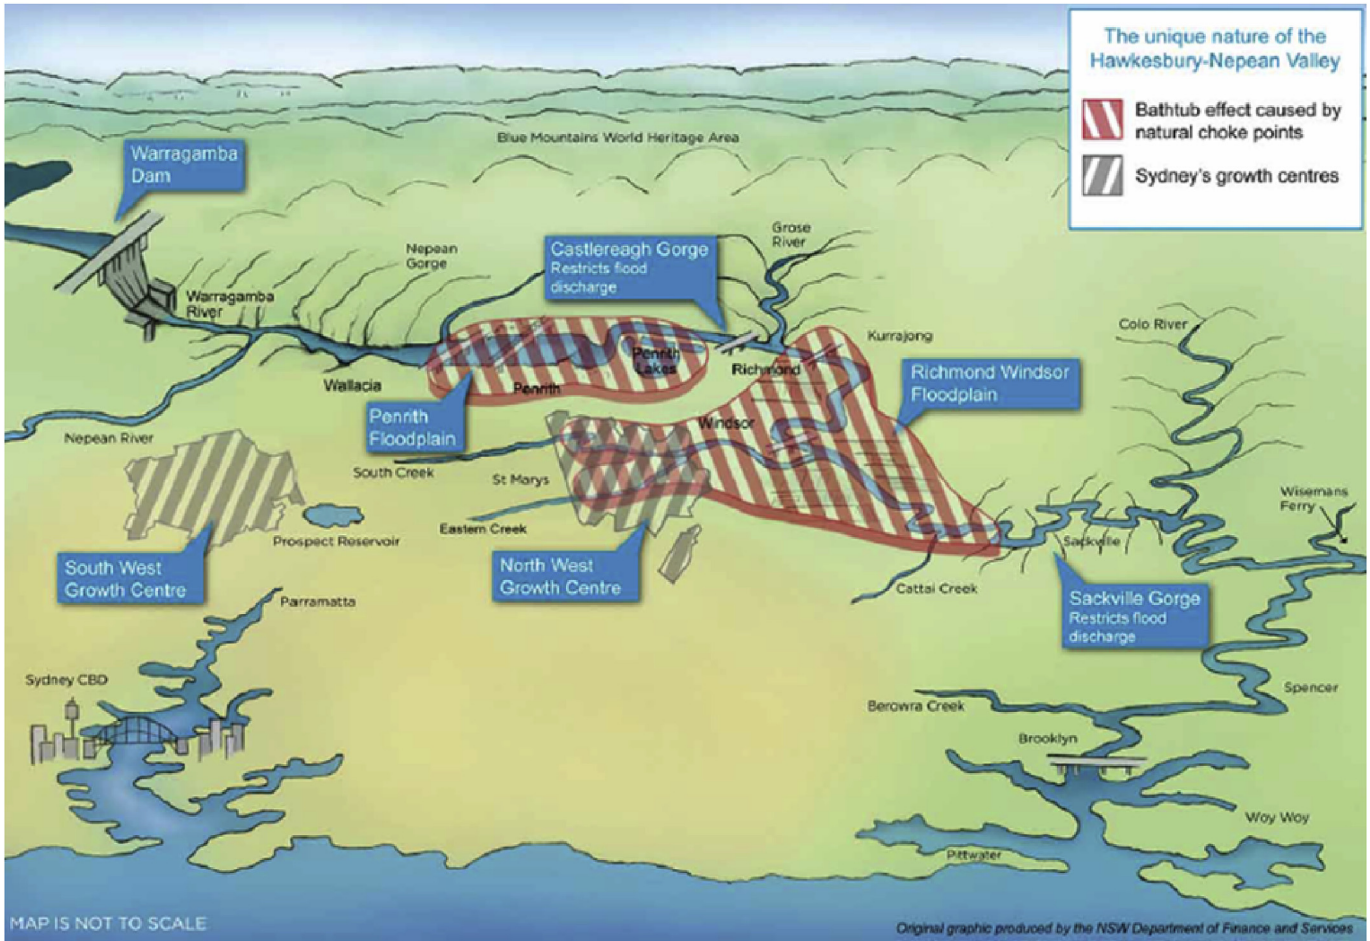 The unique nature of the
Hawkesbury-Nepean Valley
Bathtub effect caused by
natural choke points
Sydney's growth centres
Blue Mountains World Heritage Area
Warragamba
Dam
Grose
River
Nepean
Gorge
Castlereagh Gorge
Restricts flood
discharge
Warragamba
River
Colo River
Kurrajong
Penrith
Lakes
Richmond
Richmond Windsor
Floodplain
Wallacia
Penrith
Penrith
Floodplain
Windsor
Nepean River
South Creek
St Marys
Wisemans
Ferry
Eastern Creek
Prospect Reservoir
Sackville
South West
Growth Centre
North West
Growth Centre
Cattai Creek
Parramatta
Sackville Gorge
Restricts flood
discharge
Sydney CBD
Spencer
Berowra Creek
Brooklyn
Woy Woy
Pittwater
MAP IS NOT TO SCALE
Original graphic produced by the NSW Department of Finance and Services